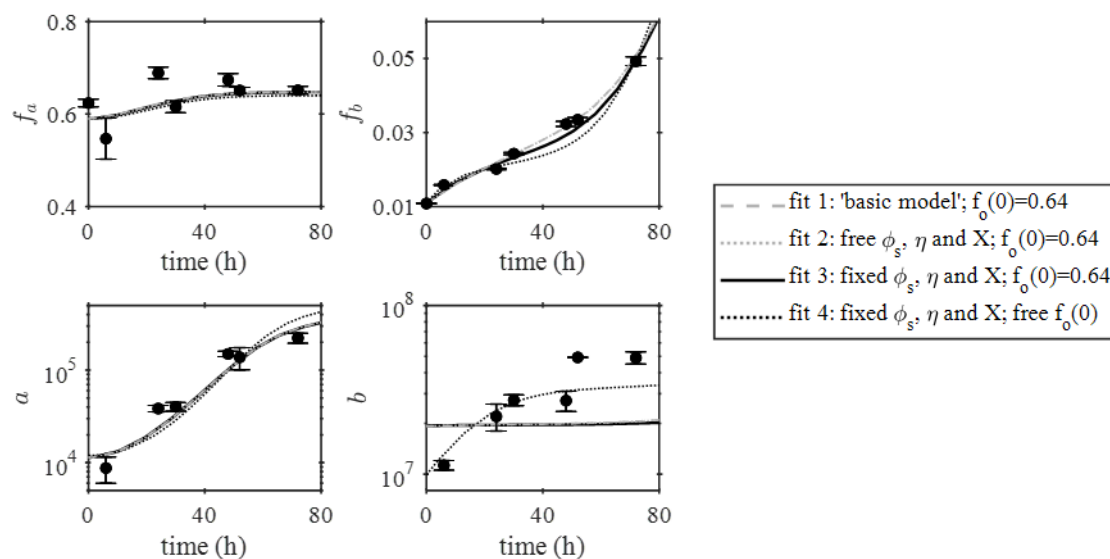 0.8
0.6
0.4
f_a
0 40 80
time (h)
0.05
0.03
0.01
f_b
0 40 80
time (h)
fit 1: 'basic model'; f_o(0)=0.64
fit 2: free ϕ_s, η and X; f_o(0)=0.64
fit 3: fixed ϕ_s, η and X; f_o(0)=0.64
fit 4: fixed ϕ_s, η and X; free f_o(0)
10^5
10^4
a
0 40 80
time (h)
10^8
10^7
b
0 40 80
time (h)